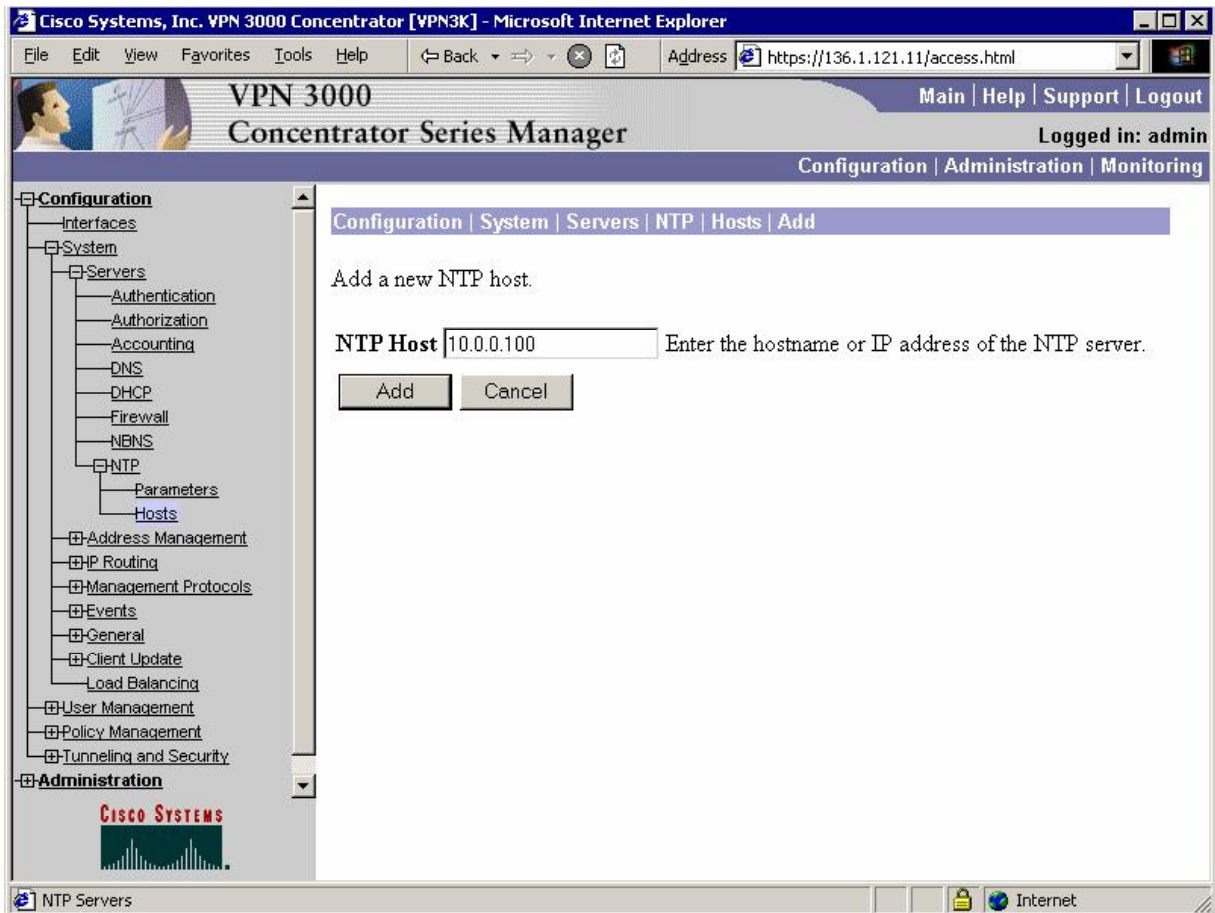 Cisco Systems, Inc. VPN 3000 Concentrator [VPN3K] - Microsoft Internet Explorer
File Edit View Favorites Tools Help Back Address https://136.1.121.11/access.html
VPN 3000
Concentrator Series Manager
Main | Help | Support | Logout
Logged in: admin
Configuration | Administration | Monitoring
Configuration
Interfaces
System
Servers
Authentication
Authorization
Accounting
DNS
DHCP
Firewall
NBNS
NTP
Parameters
Hosts
Address Management
IP Routing
Management Protocols
Events
General
Client Update
Load Balancing
User Management
Policy Management
Tunneling and Security
Administration
CISCO SYSTEMS
Configuration | System | Servers | NTP | Hosts | Add
Add a new NTP host.
NTP Host 10.0.0.100 Enter the hostname or IP address of the NTP server.
Add Cancel
NTP Servers Internet